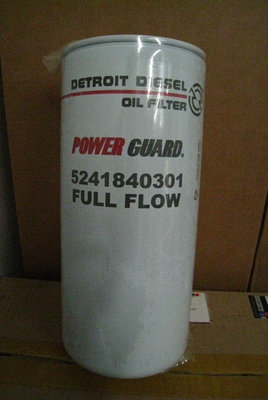 DETROIT DIESEL
OIL FILTER
POWER GUARD.
5241840301
FULL FLOW